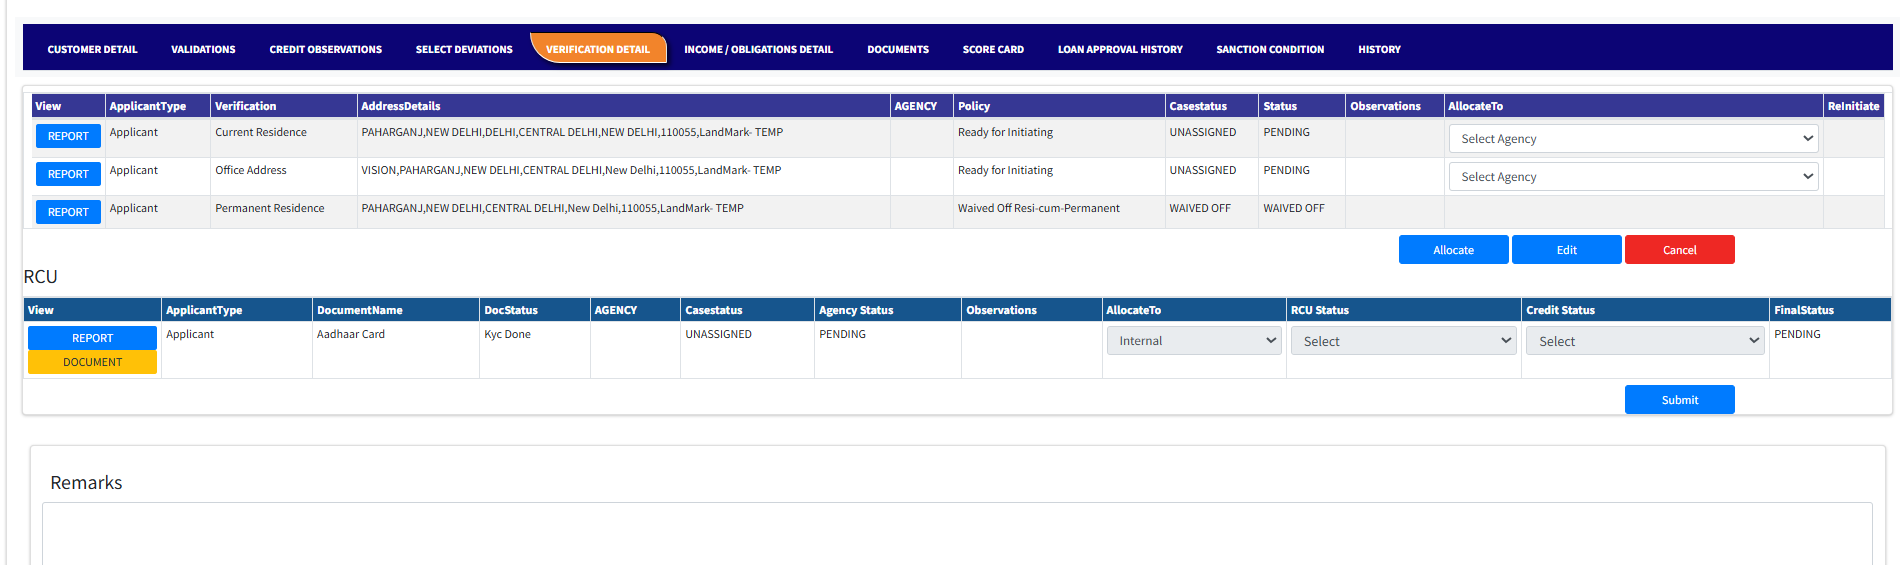 CUSTOMER DETAIL VALIDATIONS CREDIT OBSERVATIONS SELECT DEVIATIONS VERIFICATION DETAIL INCOME / OBLIGATIONS DETAIL DOCUMENTS SCORE CARD LOAN APPROVAL HISTORY SANCTION CONDITION HISTORY
View ApplicantType Verification AddressDetails AGENCY Policy Casestatus Status Observations AllocateTo ReInitiate
REPORT Applicant Current Residence PAHARGANJ,NEW DELHI,DELHI,CENTRAL DELHI,NEW DELHI,110055,LandMark- TEMP Ready for Initiating UNASSIGNED PENDING Select Agency
REPORT Applicant Office Address VISION,PAHARGANJ,NEW DELHI,CENTRAL DELHI,New Delhi,110055,LandMark- TEMP Ready for Initiating UNASSIGNED PENDING Select Agency
REPORT Applicant Permanent Residence PAHARGANJ,NEW DELHI,CENTRAL DELHI,New Delhi,110055,LandMark- TEMP Waived Off Resi-cum-Permanent WAIVED OFF WAIVED OFF
Allocate Edit Cancel
RCU
View ApplicantType DocumentName DocStatus AGENCY Casestatus Agency Status Observations AllocateTo RCU Status Credit Status FinalStatus
REPORT Applicant Aadhaar Card Kyc Done UNASSIGNED PENDING Internal Select Select PENDING
DOCUMENT
Submit
Remarks